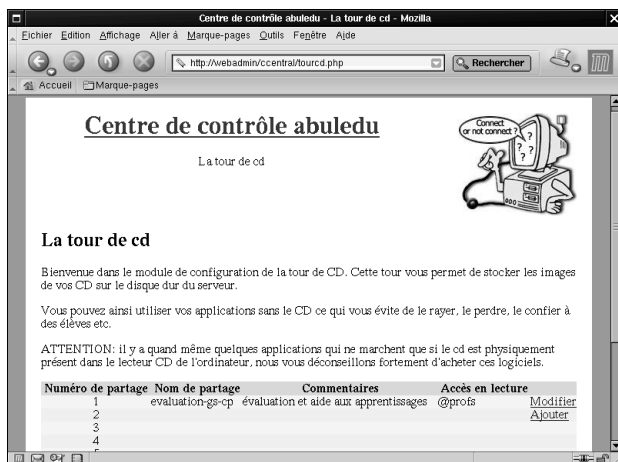 Centre de contrôle abuledu - La tour de cd - Mozilla
Fichier Edition Affichage Aller à Marque-pages Outils Fenêtre Aide
http://webadmin/ccentral/tourcd.php
Rechercher
Accueil Marque-pages
Centre de contrôle abuledu
La tour de cd
Connect
or not connect ?
? ? ? ?
La tour de cd
Bienvenue dans le module de configuration de la tour de CD. Cette tour vous permet de stocker les images
de vos CD sur le disque dur du serveur.
Vous pouvez ainsi utiliser vos applications sans le CD ce qui vous évite de le rayer, le perdre, le confier à
des élèves etc.
ATTENTION: il y a quand même quelques applications qui ne marchent que si le cd est physiquement
présent dans le lecteur CD de l'ordinateur, nous vous déconseillons fortement d'acheter ces logiciels.
Numéro de partage Nom de partage Commentaires Accès en lecture
1 evaluation-gs-cp évaluation et aide aux apprentissages @profs Modifier
2 Ajouter
3
4